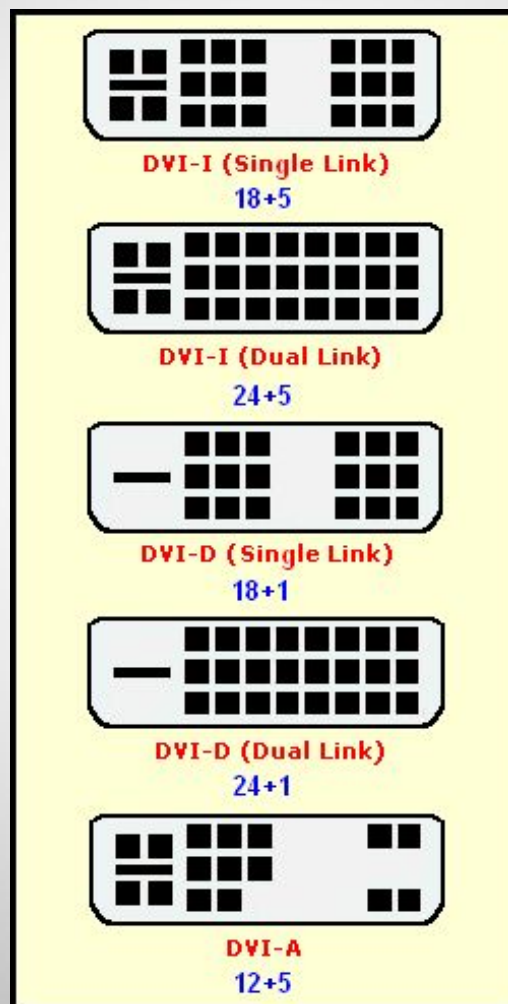 DVI-I (Single Link)
18+5
DVI-I (Dual Link)
24+5
DVI-D (Single Link)
18+1
DVI-D (Dual Link)
24+1
DVI-A
12+5